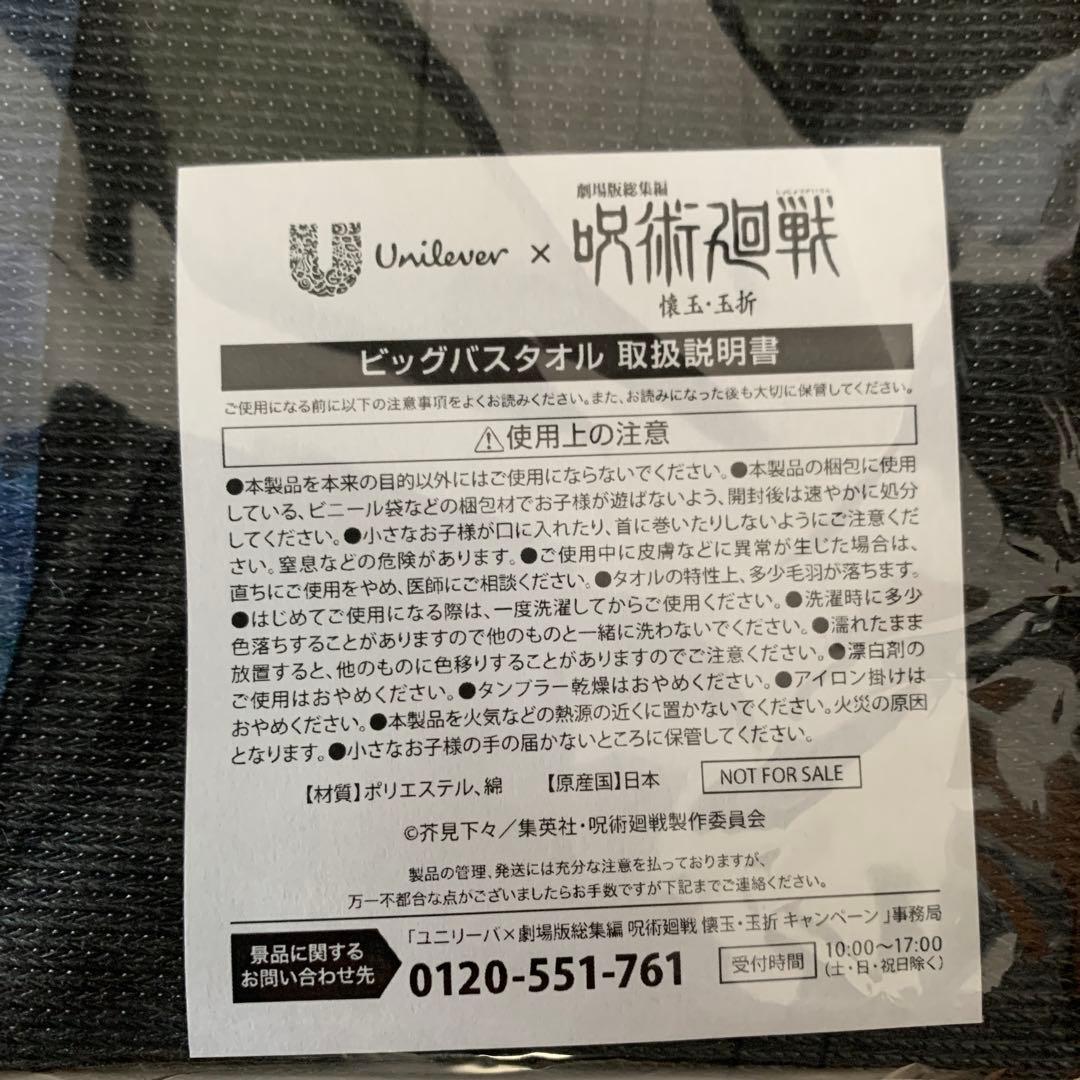 劇場版総集編
Unilever × 呪術廻戦
懐玉・玉折
ビッグバスタオル 取扱説明書
ご使用になる前に以下の注意事項をよくお読みください。また、お読みになった後も大切に保管してください。
⚠使用上の注意
●本製品を本来の目的以外にはご使用にならないでください。●本製品の梱包に使用
している、ビニール袋などの梱包材でお子様が遊ばないよう、開封後は速やかに処分
してください。●小さなお子様が口に入れたり、首に巻いたりしないようにご注意くだ
さい。窒息などの危険があります。●ご使用中に皮膚などに異常が生じた場合は、
直ちにご使用をやめ、医師にご相談ください。●タオルの特性上、多少毛羽が落ちます。
●はじめてご使用になる際は、一度洗濯してからご使用ください。●洗濯時に多少
色落ちすることがありますので他のものと一緒に洗わないでください。●濡れたまま
放置すると、他のものに色移りすることがありますのでご注意ください。●漂白剤の
ご使用はおやめください。●タンブラー乾燥はおやめください。●アイロン掛けは
おやめください。●本製品を火気などの熱源の近くに置かないでください。火災の原因
となります。●小さなお子様の手の届かないところに保管してください。
【材質】ポリエステル、綿 【原産国】日本 NOT FOR SALE
©芥見下々／集英社・呪術廻戦製作委員会
製品の管理、発送には充分な注意を払っておりますが、
万一不都合な点がございましたらお手数ですが下記までご連絡ください。
「ユニリーバ×劇場版総集編 呪術廻戦 懐玉・玉折 キャンペーン」事務局
景品に関する
お問い合わせ先
0120-551-761
受付時間
10:00～17:00
(土・日・祝日除く)